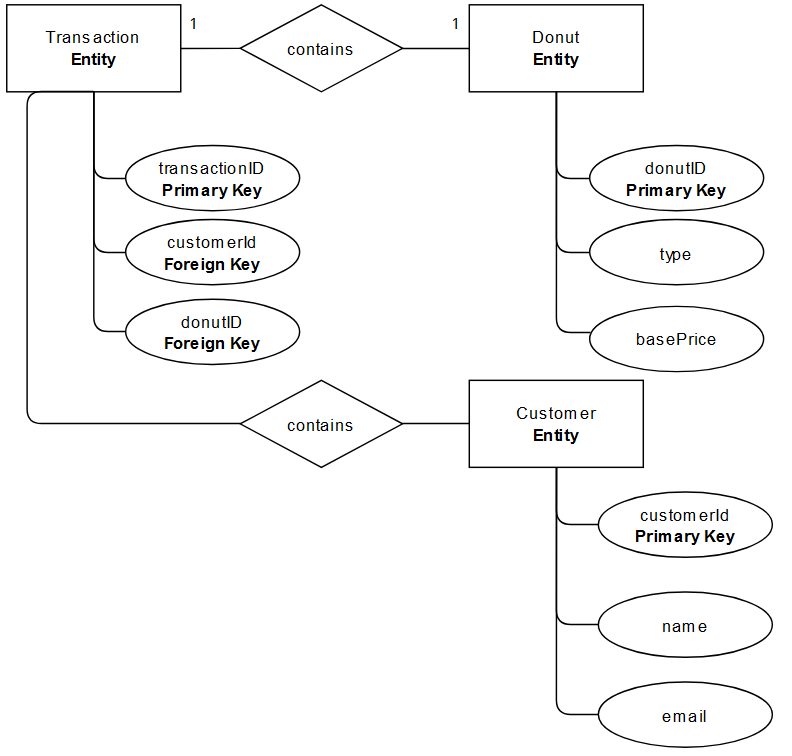 Transaction
Entity
1
contains
1
Donut
Entity
transactionID
Primary Key
customerId
Foreign Key
donutID
Foreign Key
donutID
Primary Key
type
basePrice
contains
Customer
Entity
customerId
Primary Key
name
email